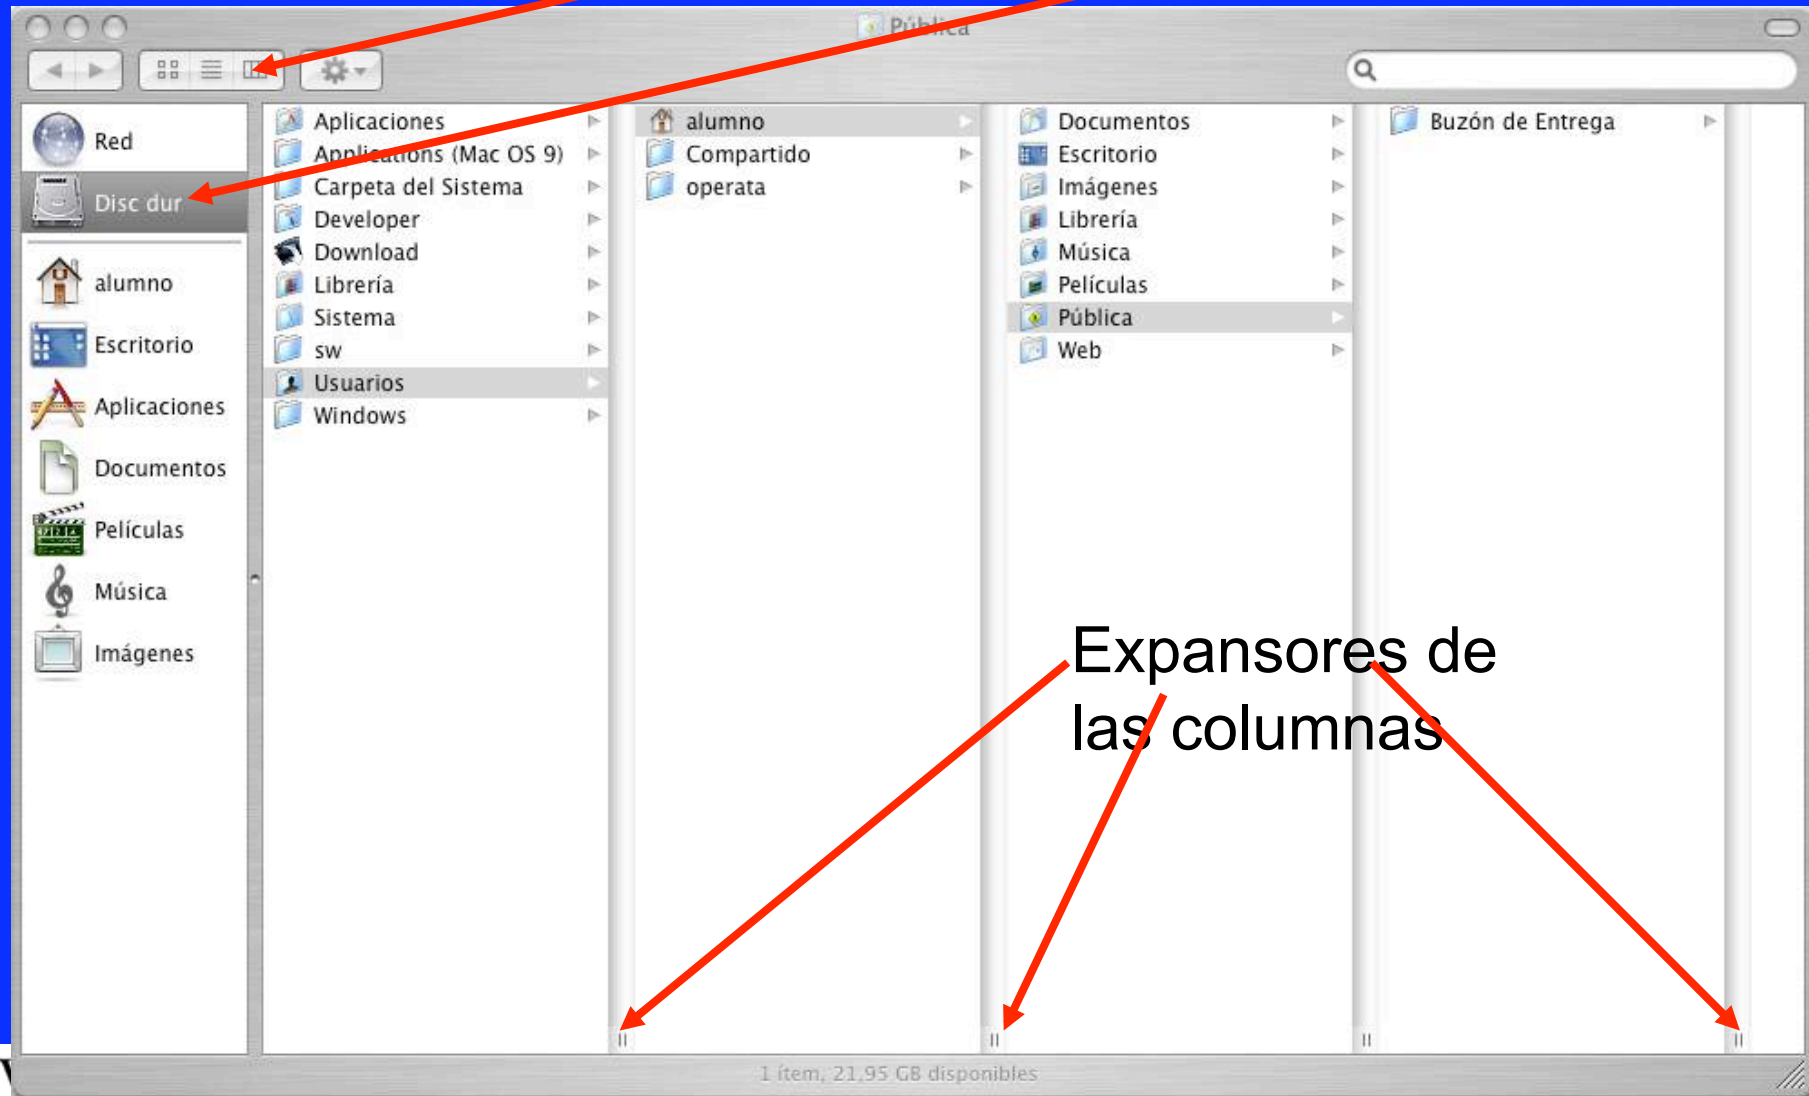 Pública
Red
Disc dur
alumno
Escritorio
Aplicaciones
Documentos
Películas
Música
Imágenes
Aplicaciones
Applications (Mac OS 9)
Carpeta del Sistema
Developer
Download
Librería
Sistema
sw
Usuarios
Windows
alumno
Compartido
operata
Documentos
Escritorio
Imágenes
Librería
Música
Películas
Pública
Web
Buzón de Entrega
Expansores de
las columnas
1 ítem, 21,95 GB disponibles